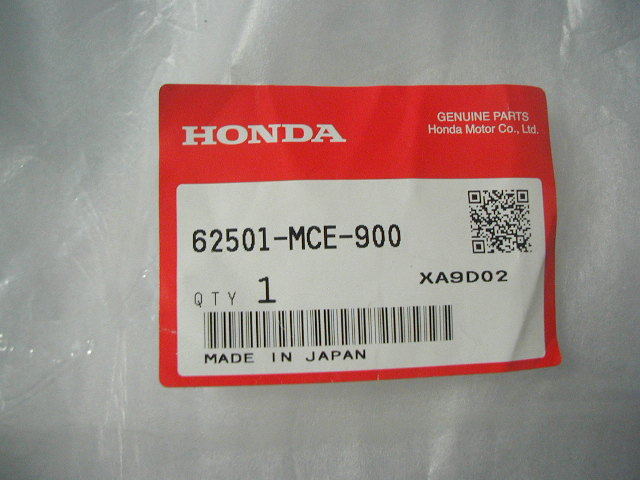 HONDA
GENUINE PARTS
Honda Motor Co., Ltd.
62501-MCE-900
XA9D02
QTY 1
MADE IN JAPAN